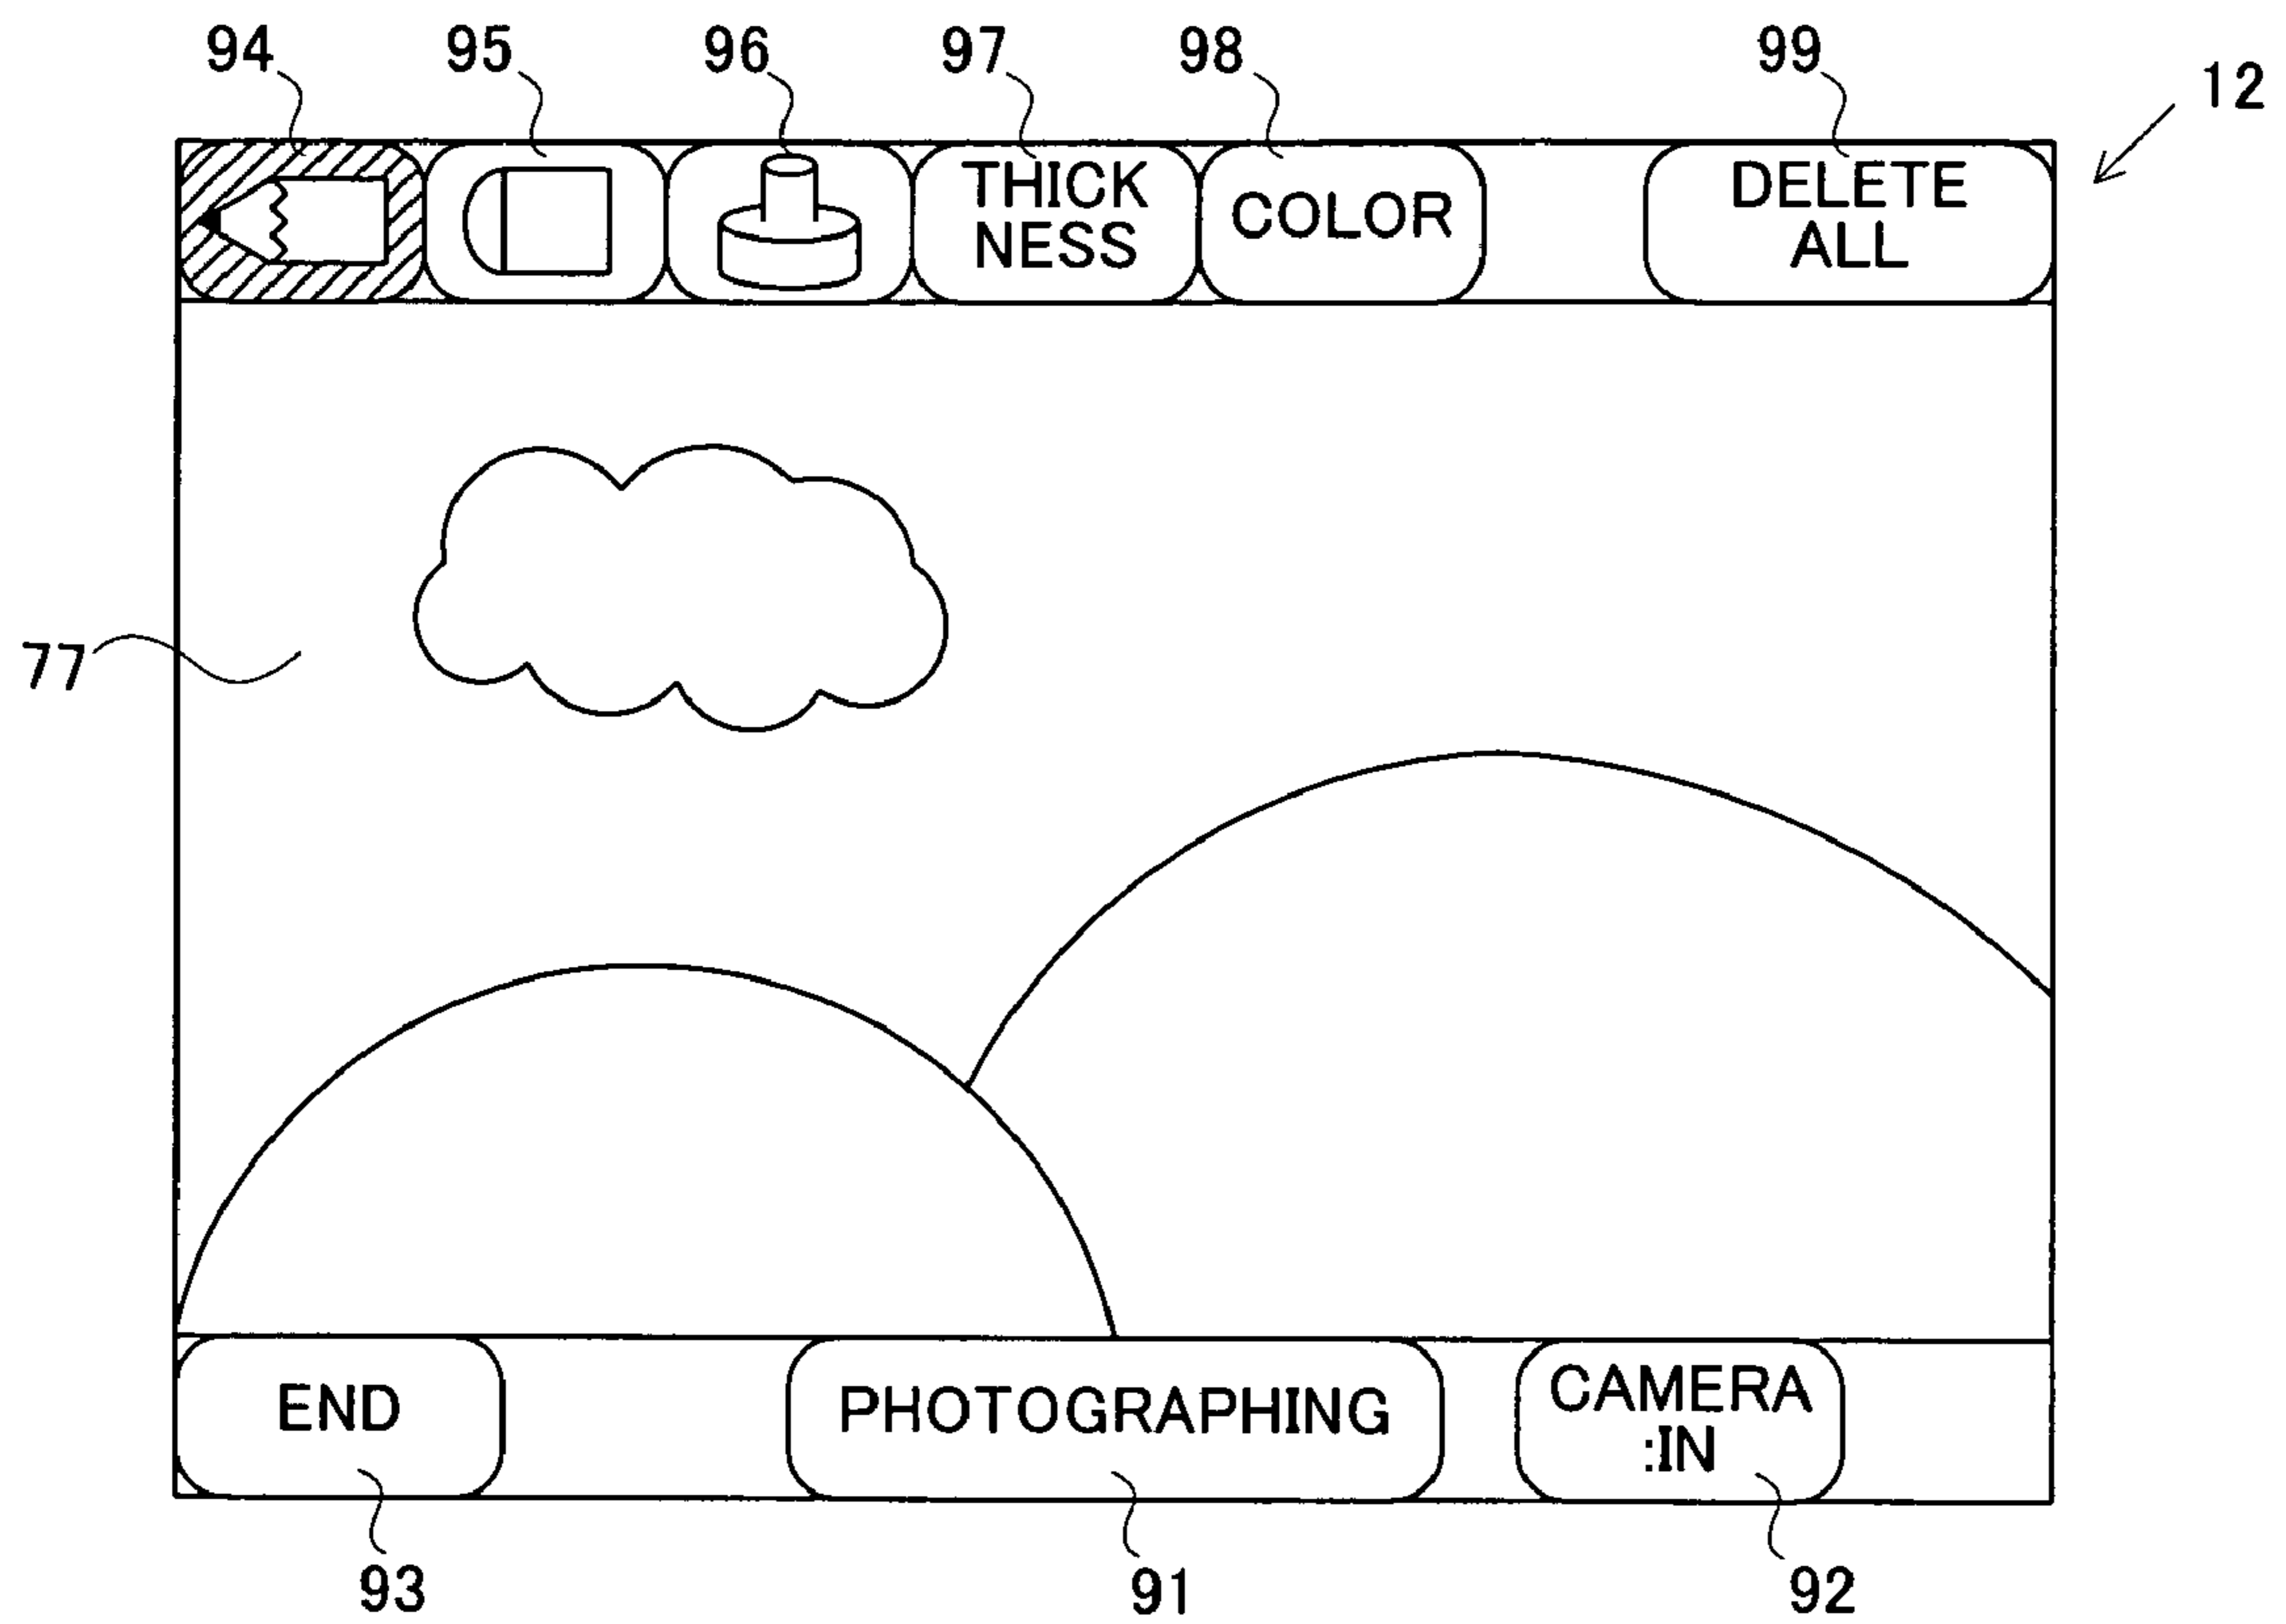 94 95 96 97 98 99
12
THICK
NESS
COLOR
DELETE
ALL
77
END
PHOTOGRAPHING
CAMERA
:IN
93 91 92